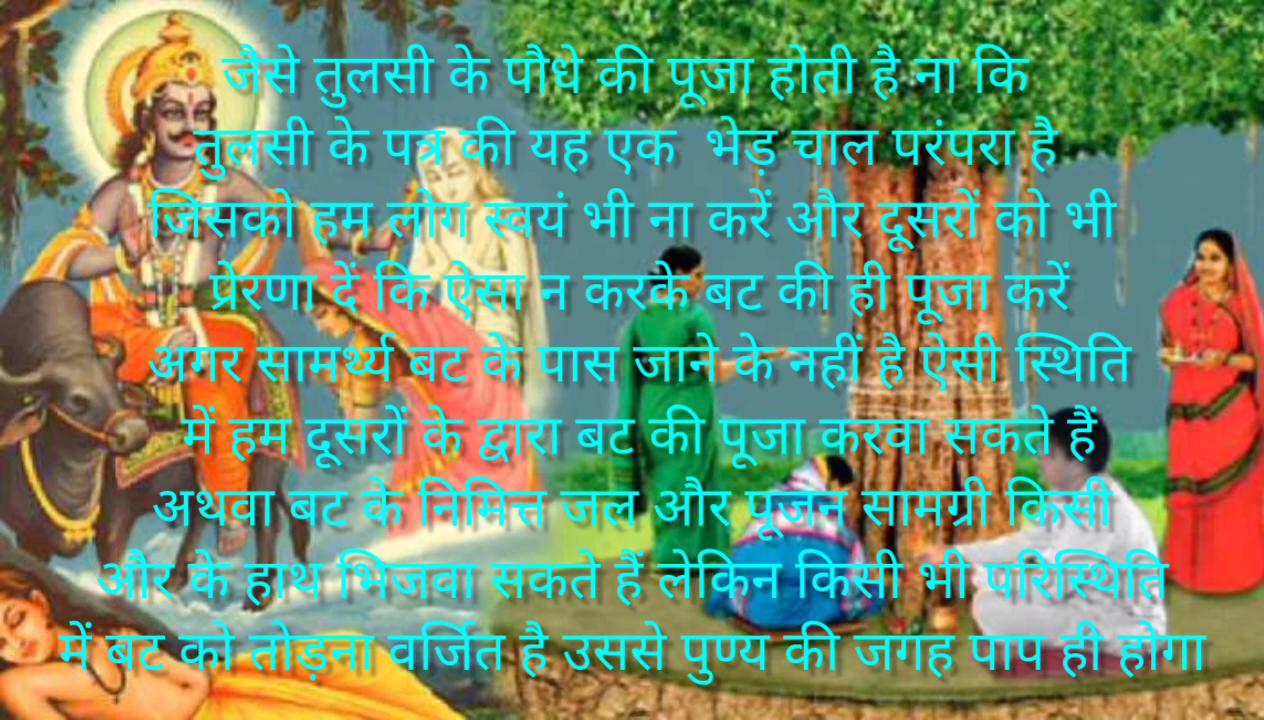 जैसे तुलसी के पौधे की पूजा होती है ना कि
तुलसी के पत्र की यह एक भेड़ चाल परंपरा है
जिसको हम लोग स्वयं भी ना करें और दूसरों को भी
प्रेरणा दें कि ऐसा न करके बट की ही पूजा करें
अगर सामर्थ्य बट के पास जाने के नहीं है ऐसी स्थिति
में हम दूसरों के द्वारा बट की पूजा करवा सकते हैं
अथवा बट के निमित्त जल और पूजन सामग्री किसी
और के हाथ भिजवा सकते हैं लेकिन किसी भी परिस्थिति
में बट को तोड़ना वर्जित है उससे पुण्य की जगह पाप ही होगा